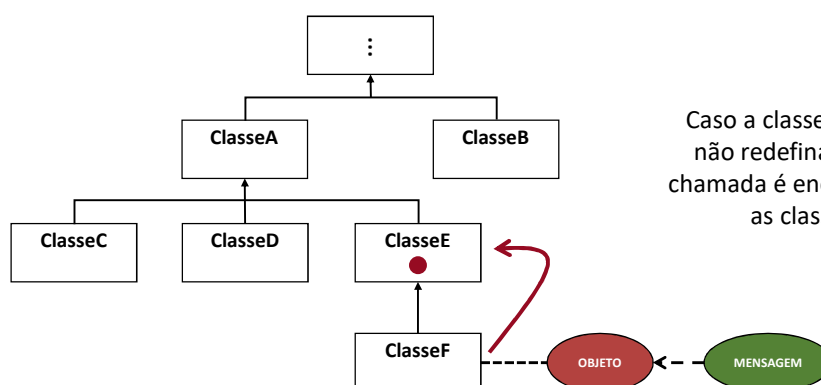 ⋮
ClasseA
ClasseB
Caso a classe
não redefina
chamada é
as
ClasseC
ClasseD
ClasseE
ClasseF
OBJETO
MENSAGEM